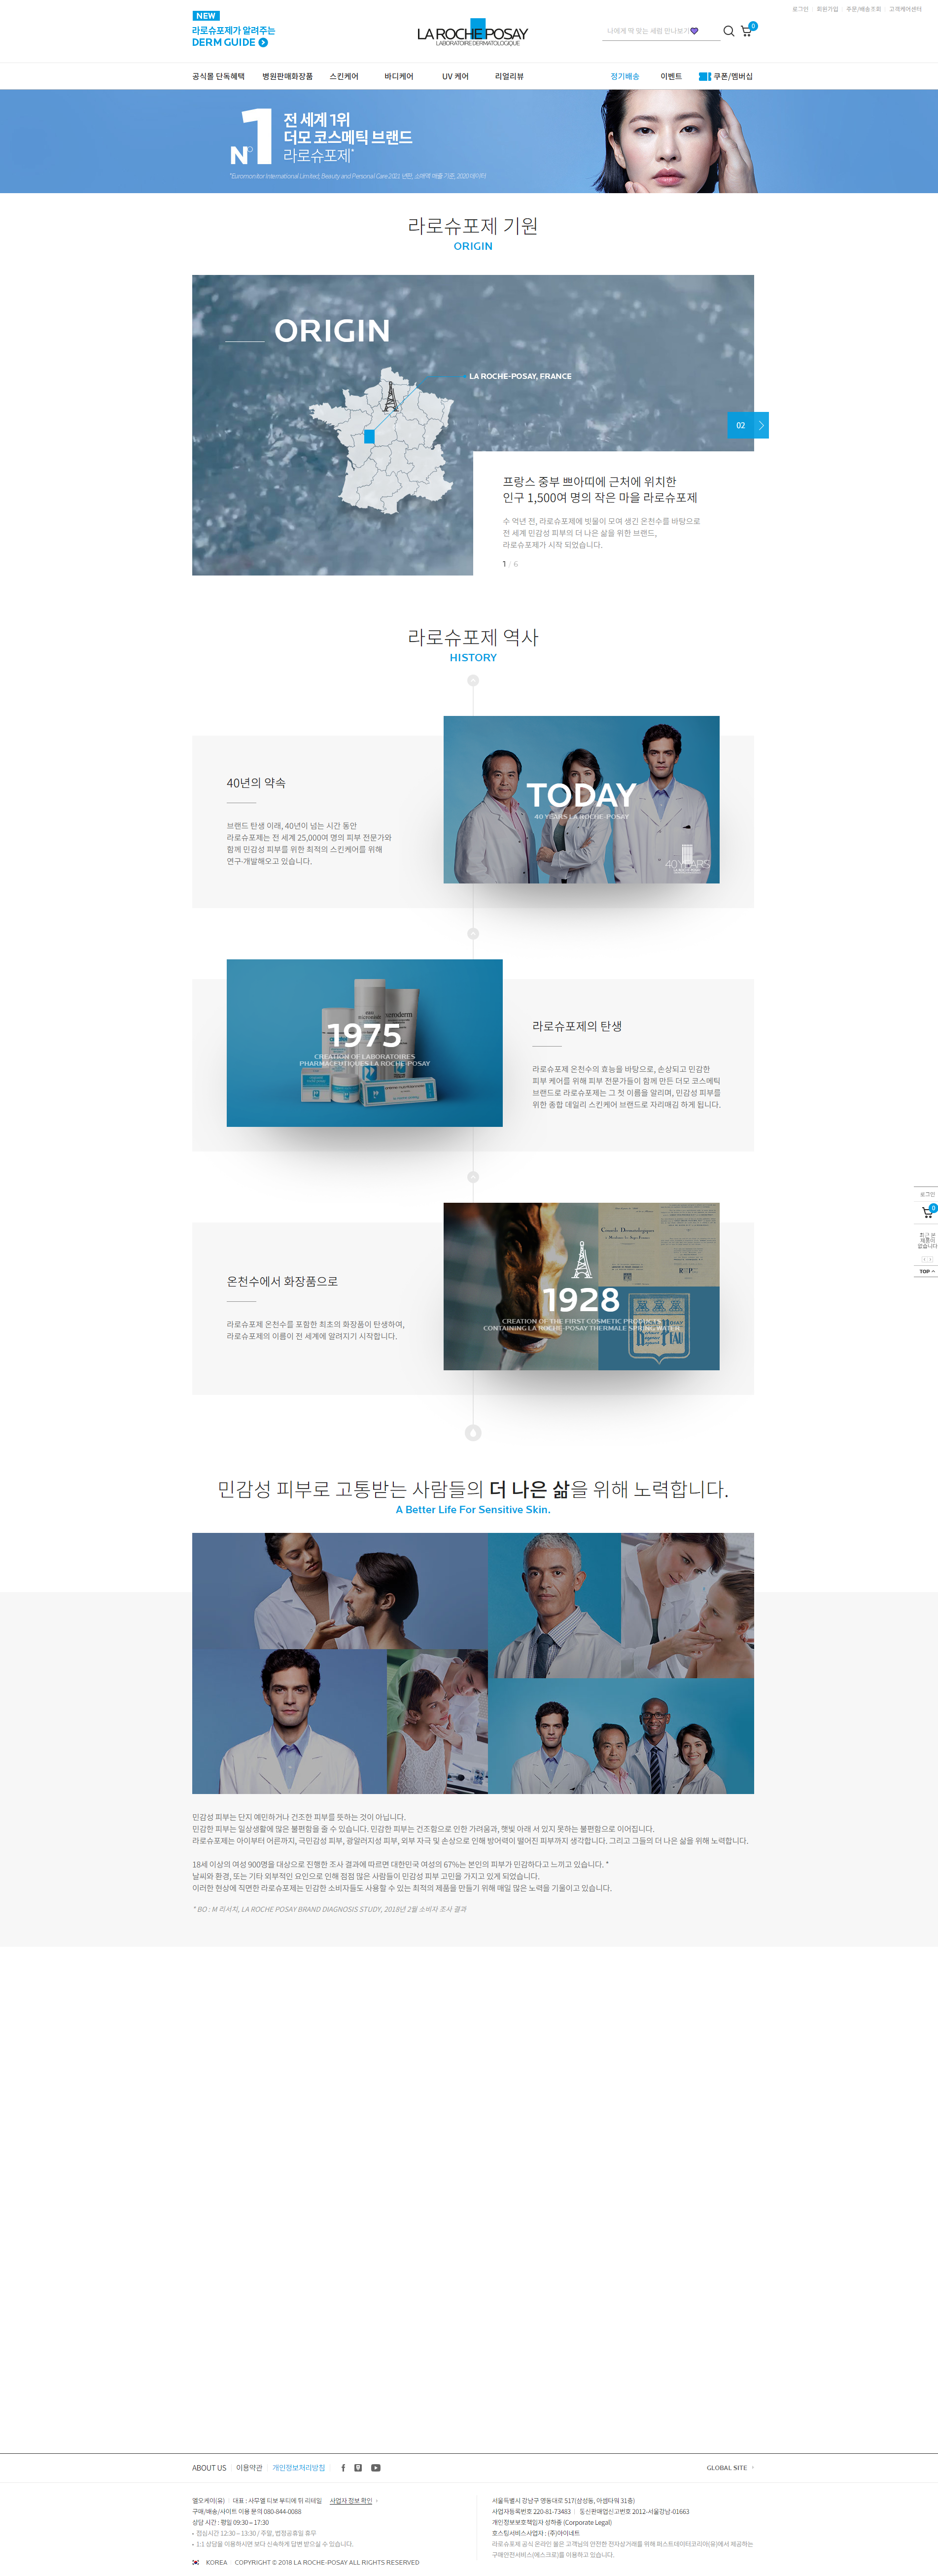 로그인 회원가입 주문/배송조회 고객케어센터
NEW
라로슈포제가 알려주는
DERM GUIDE
LA ROCHE POSAY
LABORATOIRE DERMATOLOGIQUE
나에게 딱 맞는 세럼 만나보기
0
공식몰 단독혜택 병원판매화장품 스킨케어 바디케어 UV 케어 리얼리뷰 정기배송 이벤트 쿠폰/멤버십
N°1
전 세계 1위
더모 코스메틱 브랜드
라로슈포제*
*Euromonitor International Limited; Beauty and Personal Care 2021 년판, 소매액 매출 기준, 2020 데이터
라로슈포제 기원
ORIGIN
ORIGIN
LA ROCHE-POSAY, FRANCE
02
프랑스 중부 쁘아띠에 근처에 위치한
인구 1,500여 명의 작은 마을 라로슈포제
수 억년 전, 라로슈포제에 빗물이 모여 생긴 온천수를 바탕으로
전 세계 민감성 피부의 더 나은 삶을 위한 브랜드,
라로슈포제가 시작 되었습니다.
1 / 6
라로슈포제 역사
HISTORY
40년의 약속
브랜드 탄생 이래, 40년이 넘는 시간 동안
라로슈포제는 전 세계 25,000여 명의 피부 전문가와
함께 민감성 피부를 위한 최적의 스킨케어를 위해
연구·개발해오고 있습니다.
TODAY
40 YEARS LA ROCHE-POSAY
40 YEARS
1975
CREATION OF LABORATOIRES
PHARMACEUTIQUES LA ROCHE-POSAY
라로슈포제의 탄생
라로슈포제 온천수의 효능을 바탕으로, 손상되고 민감한
피부 케어를 위해 피부 전문가들이 함께 만든 더모 코스메틱
브랜드로 라로슈포제는 그 첫 이름을 알리며, 민감성 피부를
위한 종합 데일리 스킨케어 브랜드로 자리매김 하게 됩니다.
로그인
0
최근 본
제품이
없습니다
TOP
온천수에서 화장품으로
라로슈포제 온천수를 포함한 최초의 화장품이 탄생하여,
라로슈포제의 이름이 전 세계에 알려지기 시작합니다.
1928
CREATION OF THE FIRST COSMETIC PRODUCTS
CONTAINING LA ROCHE-POSAY THERMALE SPRING WATER
민감성 피부로 고통받는 사람들의 더 나은 삶을 위해 노력합니다.
A Better Life For Sensitive Skin.
민감성 피부는 단지 예민하거나 건조한 피부를 뜻하는 것이 아닙니다.
민감한 피부는 일상생활에 많은 불편함을 줄 수 있습니다. 민감한 피부는 건조함으로 인한 가려움과, 햇빛 아래 서 있지 못하는 불편함으로 이어집니다.
라로슈포제는 아이부터 어른까지, 극민감성 피부, 광알러지성 피부, 외부 자극 및 손상으로 인해 방어력이 떨어진 피부까지 생각합니다. 그리고 그들의 더 나은 삶을 위해 노력합니다.
18세 이상의 여성 900명을 대상으로 진행한 조사 결과에 따르면 대한민국 여성의 67%는 본인의 피부가 민감하다고 느끼고 있습니다. *
날씨와 환경, 또는 기타 외부적인 요인으로 인해 점점 많은 사람들이 민감성 피부 고민을 가지고 있게 되었습니다.
이러한 현상에 직면한 라로슈포제는 민감한 소비자들도 사용할 수 있는 최적의 제품을 만들기 위해 매일 많은 노력을 기울이고 있습니다.
* BO : M 리서치, LA ROCHE POSAY BRAND DIAGNOSIS STUDY, 2018년 2월 소비자 조사 결과
ABOUT US 이용약관 개인정보처리방침
GLOBAL SITE
엘오케이(유) 대표 : 사무엘 디보 부디에 뒤 리테일 사업자 정보 확인
구매/배송/사이트 이용 문의 080-844-0088
상담 시간 : 평일 09:30 ~ 17:30
점심시간 12:30 ~ 13:30 / 주말, 법정공휴일 휴무
1:1 상담을 이용하시면 보다 신속하게 답변 받으실 수 있습니다.
KOREA COPYRIGHT © 2018 LA ROCHE-POSAY ALL RIGHTS RESERVED
서울특별시 강남구 영동대로 517(삼성동, 아셈타워 31층)
사업자등록번호 220-81-73483 통신판매업신고번호 2012-서울강남-01663
개인정보보호책임자 성하종 (Corporate Legal)
호스팅서비스사업자 : (주)아이네트
라로슈포제 공식 온라인 몰은 고객님의 안전한 전자상거래를 위해 퍼스트데이터코리아(유)에서 제공하는
구매안전서비스(에스크로)를 이용하고 있습니다.